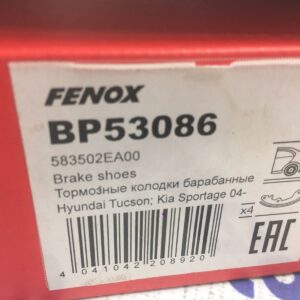 FENOX
BP53086
583502EA00
Brake shoes
Тормозные колодки барабанные
Hyundai Tucson; Kia Sportage 04-
x4
EAC
4 041042 208920